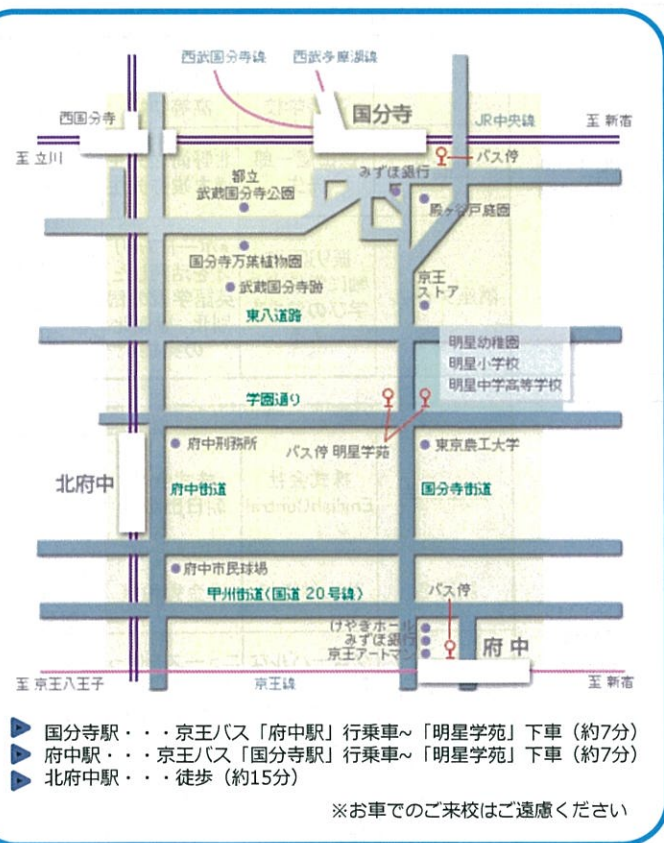 西武国分寺線 西武多摩湖線
西国分寺
国分寺
JR中央線
至 新宿
至 立川
バス停
みずほ銀行
都立
武蔵国分寺公園
殿ヶ谷戸庭園
国分寺万葉植物園
武蔵国分寺跡
京王
ストア
東八道路
明星幼稚園
明星小学校
明星中学高等学校
学園通り
府中刑務所
バス停 明星学苑
東京農工大学
北府中
府中街道
国分寺街道
府中市民球場
甲州街道(国道 20号線)
バス停
けやきホール
みずほ銀行
京王アートマン
府中
至 京王八王子
京王線
至 新宿
国分寺駅・・・京王バス「府中駅」行乗車~「明星学苑」下車（約7分）
府中駅・・・京王バス「国分寺駅」行乗車~「明星学苑」下車（約7分）
北府中駅・・・徒歩（約15分）
※お車でのご来校はご遠慮ください